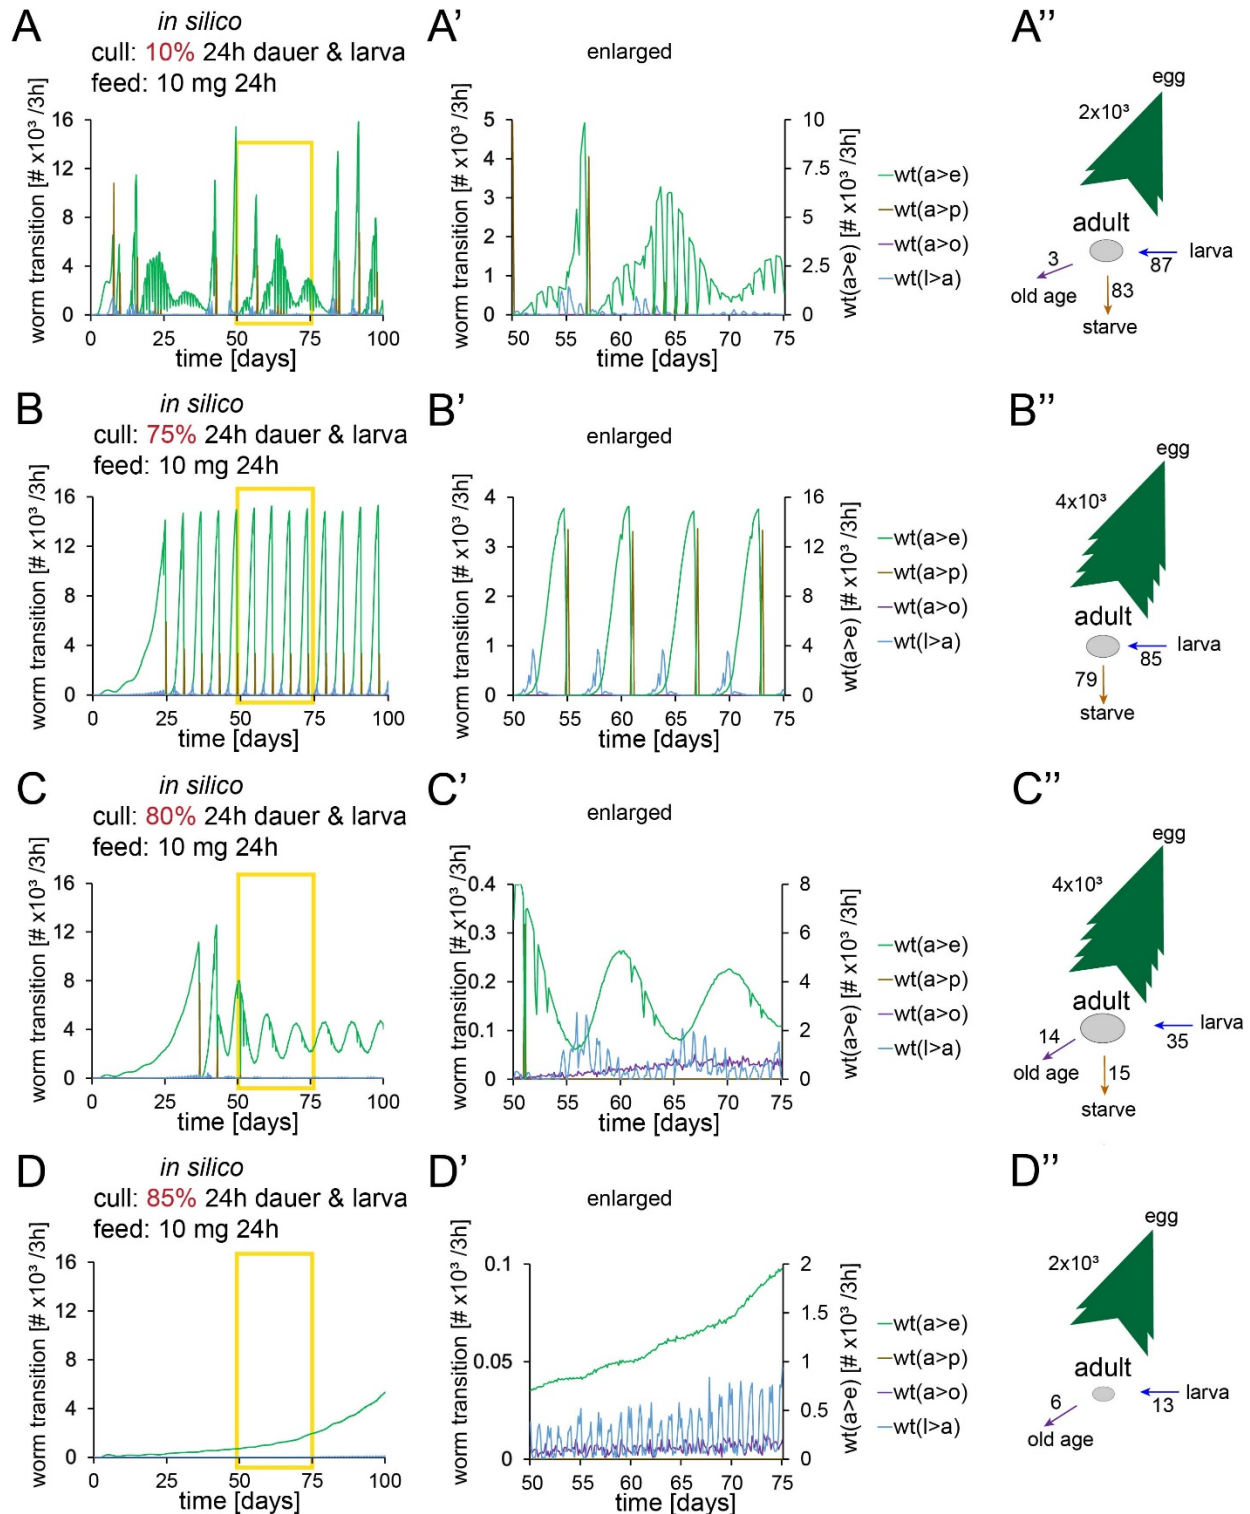 A
in silico
cull: 10% 24h dauer & larva
feed: 10 mg 24h
worm transition [# x10³ /3h]
16
12
8
4
0
0 25 50 75 100
time [days]
A'
enlarged
worm transition [# x10³ /3h]
5
4
3
2
1
0
50 55 60 65 70 75
time [days]
10
5
0
wt(a>e) [# x10³ /3h]
wt(a>e)
wt(a>p)
wt(a>o)
wt(l>a)
A''
egg
2x10³
adult
larva
87
3
old age
83
starve
B
in silico
cull: 75% 24h dauer & larva
feed: 10 mg 24h
worm transition [# x10³ /3h]
16
12
8
4
0
0 25 50 75 100
time [days]
B'
enlarged
worm transition [# x10³ /3h]
4
3
2
1
0
50 55 60 65 70 75
time [days]
16
14
12
10
8
6
4
2
0
wt(a>e) [# x10³ /3h]
wt(a>e)
wt(a>p)
wt(a>o)
wt(l>a)
B''
egg
4x10³
adult
larva
85
79
starve
C
in silico
cull: 80% 24h dauer & larva
feed: 10 mg 24h
worm transition [# x10³ /3h]
16
12
8
4
0
0 25 50 75 100
time [days]
C'
enlarged
worm transition [# x10³ /3h]
0.4
0.3
0.2
0.1
0
50 55 60 65 70 75
time [days]
8
6
4
2
0
wt(a>e) [# x10³ /3h]
wt(a>e)
wt(a>p)
wt(a>o)
wt(l>a)
C''
egg
4x10³
adult
larva
35
14
old age
15
starve
D
in silico
cull: 85% 24h dauer & larva
feed: 10 mg 24h
worm transition [# x10³ /3h]
16
12
8
4
0
0 25 50 75 100
time [days]
D'
enlarged
worm transition [# x10³ /3h]
0.1
0.05
0
50 55 60 65 70 75
time [days]
2
1.5
1
0.5
0
wt(a>e) [# x10³ /3h]
wt(a>e)
wt(a>p)
wt(a>o)
wt(l>a)
D''
egg
2x10³
adult
larva
13
6
old age